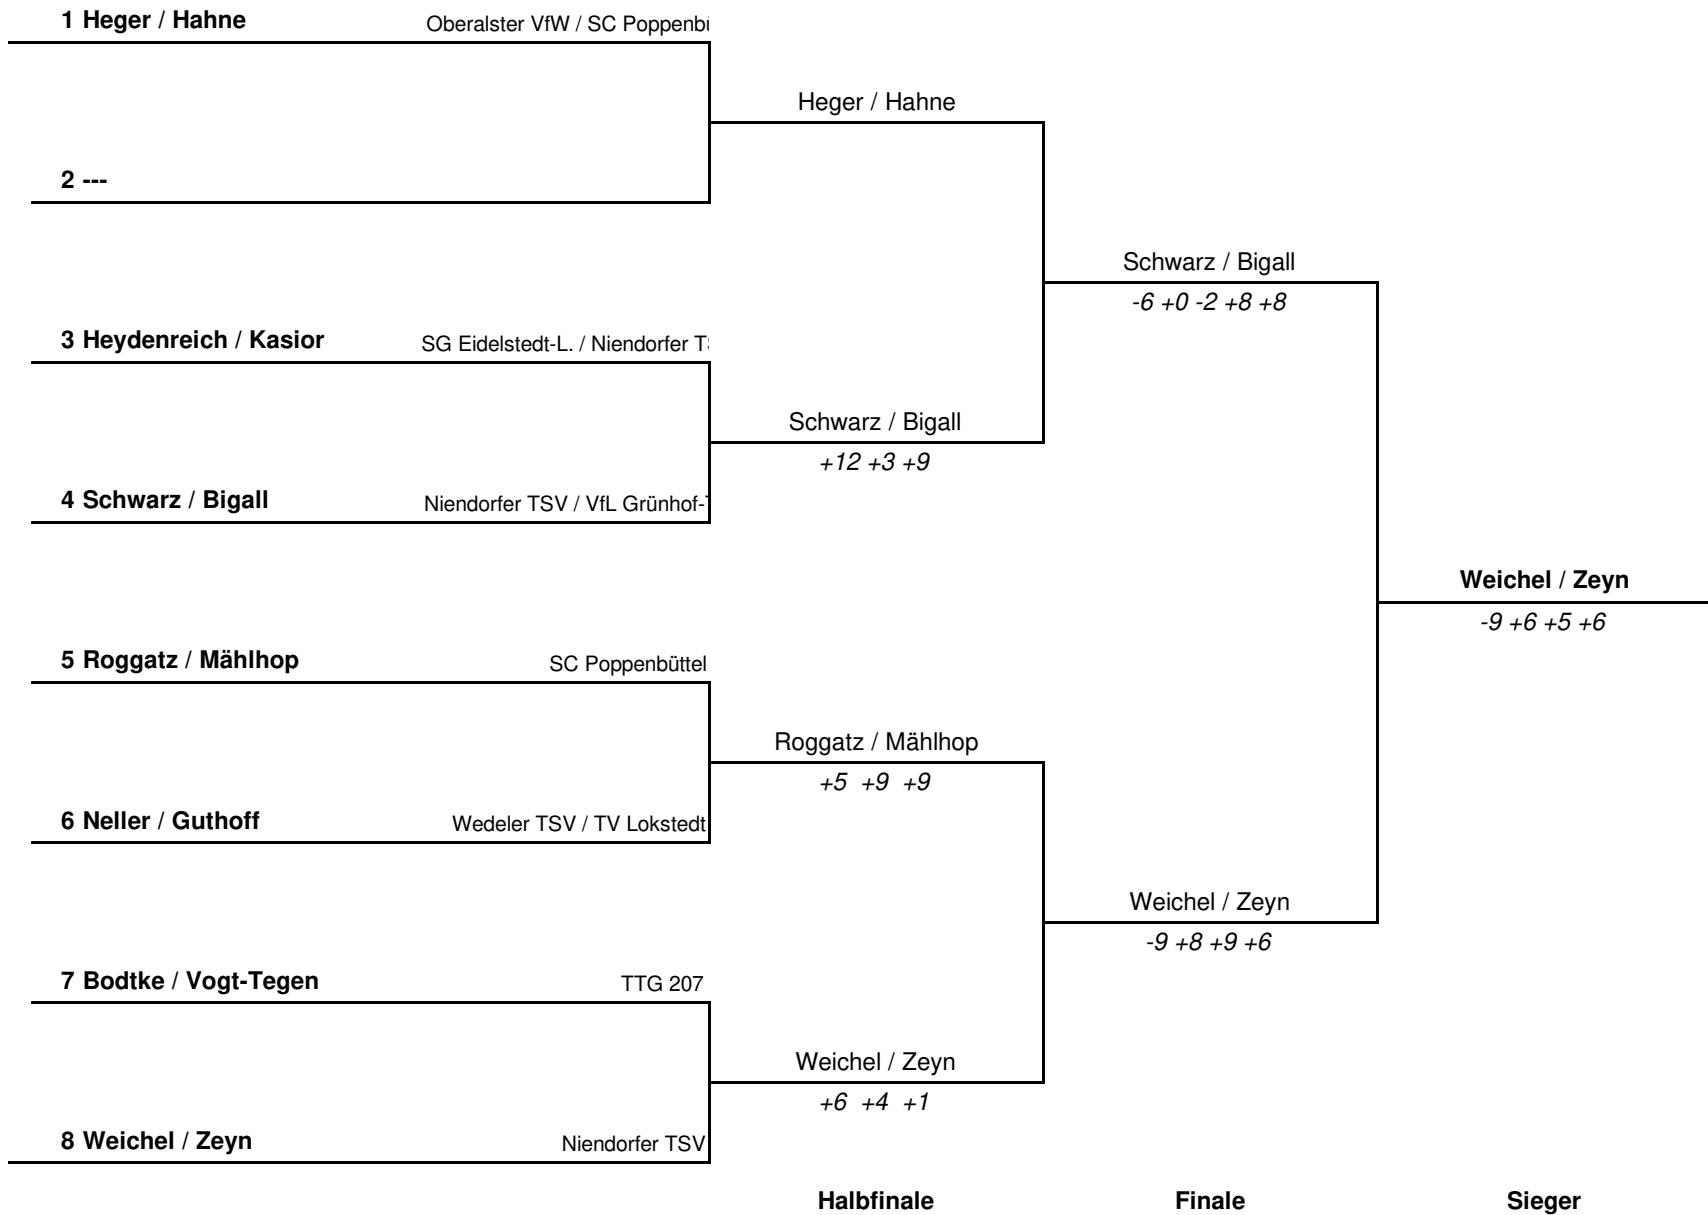 1 Heger / Hahne Oberalster VfW / SC Poppenbü
Heger / Hahne
2 ---
Schwarz / Bigall
-6 +0 -2 +8 +8
3 Heydenreich / Kasior SG Eidelstedt-L. / Niendorfer TS
Schwarz / Bigall
+12 +3 +9
4 Schwarz / Bigall Niendorfer TSV / VfL Grünhof-T
Weichel / Zeyn
-9 +6 +5 +6
5 Roggatz / Mählhop SC Poppenbüttel
Roggatz / Mählhop
+5 +9 +9
6 Neller / Guthoff Wedeler TSV / TV Lokstedt
Weichel / Zeyn
-9 +8 +9 +6
7 Bodtke / Vogt-Tegen TTG 207
Weichel / Zeyn
+6 +4 +1
8 Weichel / Zeyn Niendorfer TSV
Halbfinale Finale Sieger